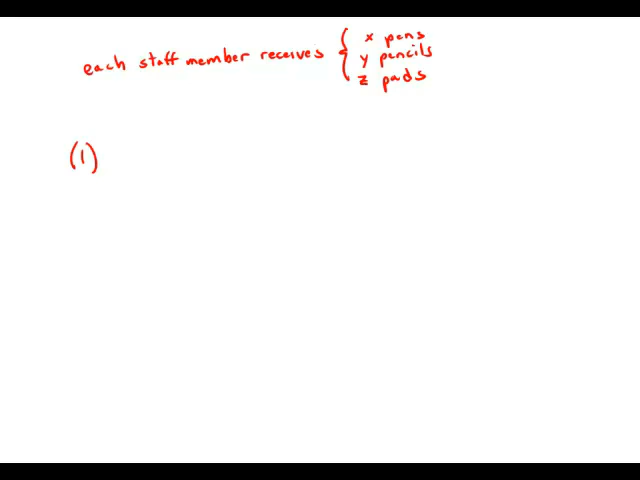 each staff member receives { x pens
y pencils
z pads
(1)